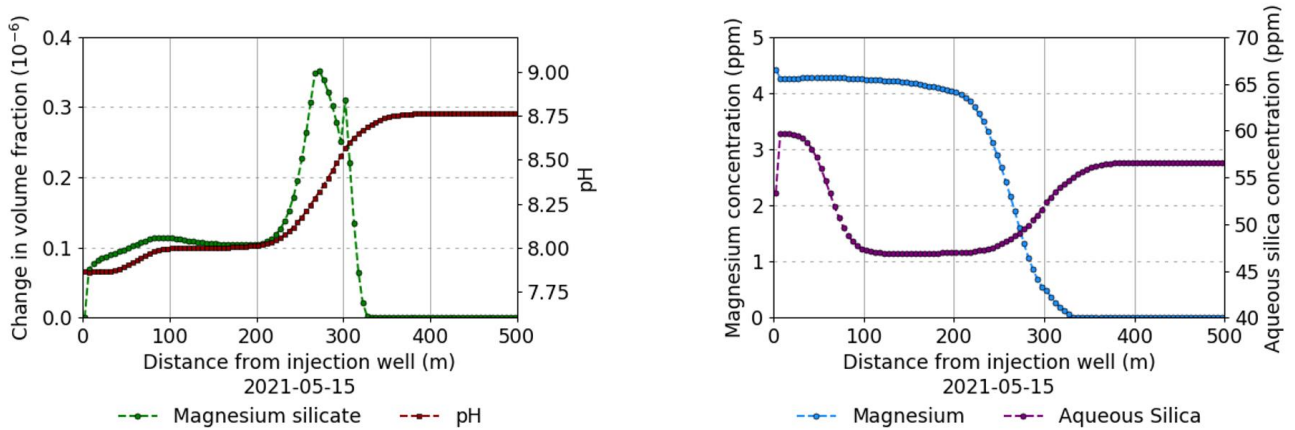 Change in volume fraction (10⁻⁶)
0.4
0.3
0.2
0.1
0.0
9.00
8.75
8.50
8.25
8.00
7.75
pH
0 100 200 300 400 500
Distance from injection well (m)
2021-05-15
Magnesium silicate pH
Magnesium concentration (ppm)
5
4
3
2
1
0
70
65
60
55
50
45
40
Aqueous silica concentration (ppm)
0 100 200 300 400 500
Distance from injection well (m)
2021-05-15
Magnesium Aqueous Silica